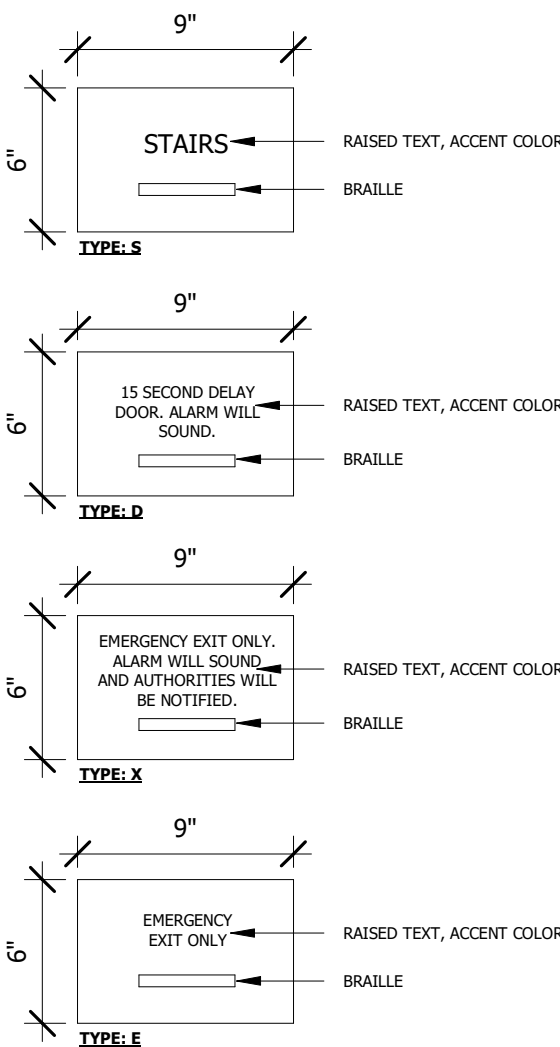 9"
6"
STAIRS
RAISED TEXT, ACCENT COLOR
BRAILLE
TYPE: S
9"
6"
15 SECOND DELAY
DOOR. ALARM WILL
SOUND.
RAISED TEXT, ACCENT COLOR
BRAILLE
TYPE: D
9"
6"
EMERGENCY EXIT ONLY.
ALARM WILL SOUND
AND AUTHORITIES WILL
BE NOTIFIED.
RAISED TEXT, ACCENT COLOR
BRAILLE
TYPE: X
9"
6"
EMERGENCY
EXIT ONLY
RAISED TEXT, ACCENT COLOR
BRAILLE
TYPE: E